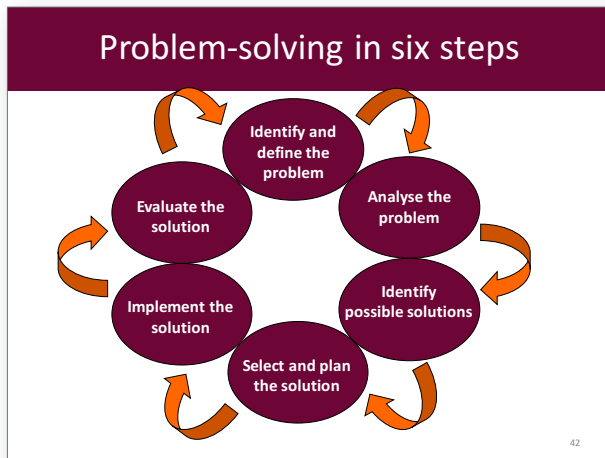 Problem-solving in six steps
Identify and
define the
problem
Analyse the
problem
Identify
possible solutions
Select and plan
the solution
Implement the
solution
Evaluate the
solution
42